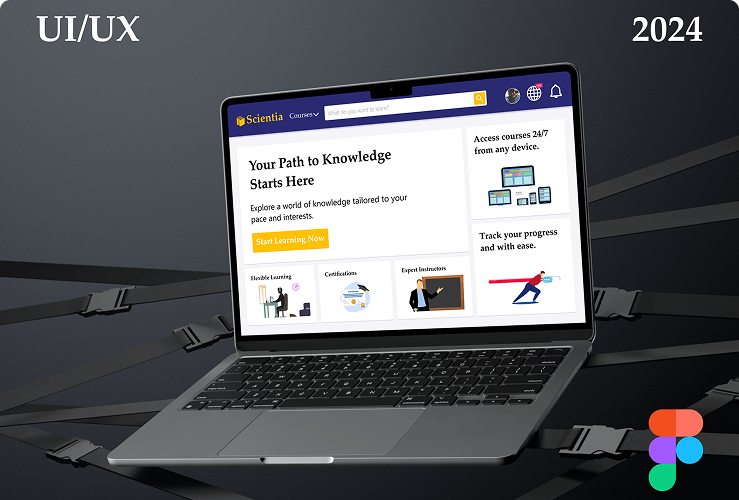 UI/UX
2024
Scientia
Courses
What do you want to learn?
Your Path to Knowledge
Starts Here
Explore a world of knowledge tailored to your
pace and interests.
Start Learning Now
Access courses 24/7
from any device.
Track your progress
and with ease.
Flexible Learning
Certifications
Expert Instructors